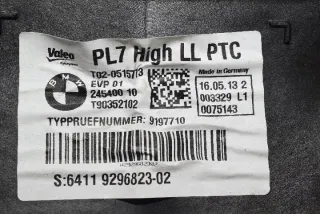 Valeo PL7 High LL PTC
T02-0515713
BMW
EVP 01
245400 10
T90352102
Made in Germany
16.05.13 2
003329 L1
0075143
TYPPRUEFNUMMER: 9197710
S:6411 9296823-02